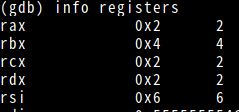 (gdb) info registers
rax 0x2 2
rbx 0x4 4
rcx 0x2 2
rdx 0x2 2
rsi 0x6 6